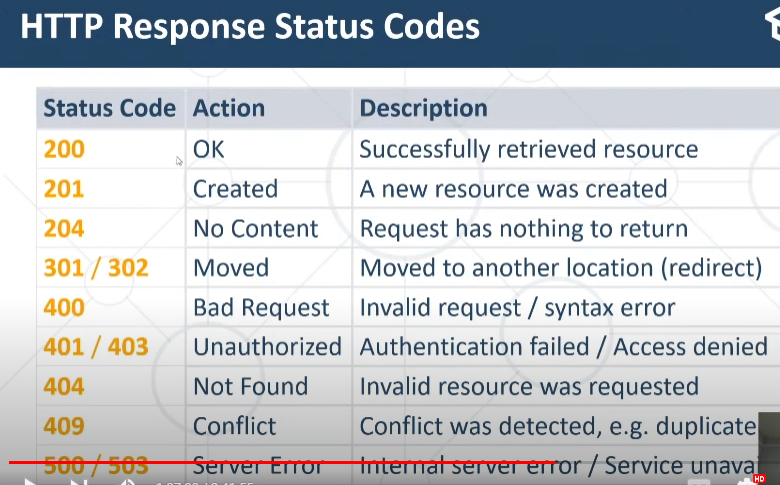 HTTP Response Status Codes
Status Code Action Description
200 OK Successfully retrieved resource
201 Created A new resource was created
204 No Content Request has nothing to return
301 / 302 Moved Moved to another location (redirect)
400 Bad Request Invalid request / syntax error
401 / 403 Unauthorized Authentication failed / Access denied
404 Not Found Invalid resource was requested
409 Conflict Conflict was detected, e.g. duplicate
500 / 503 Server Error Internal server error / Service unavai
HD